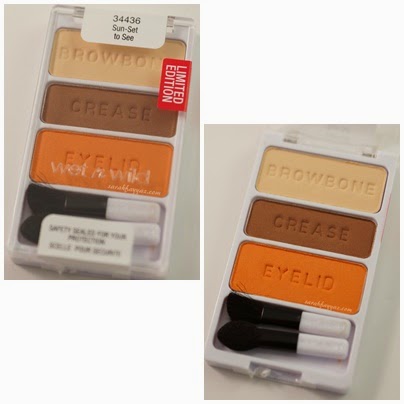 34436
Sun-Set
to See
BROWBONE
LIMITED
EDITION
CREASE
EYELID
wet n wild
SAFETY SEALED FOR YOUR
PROTECTION
SCELLÉ POUR SÉCURITÉ
BROWBONE
CREASE
EYELID